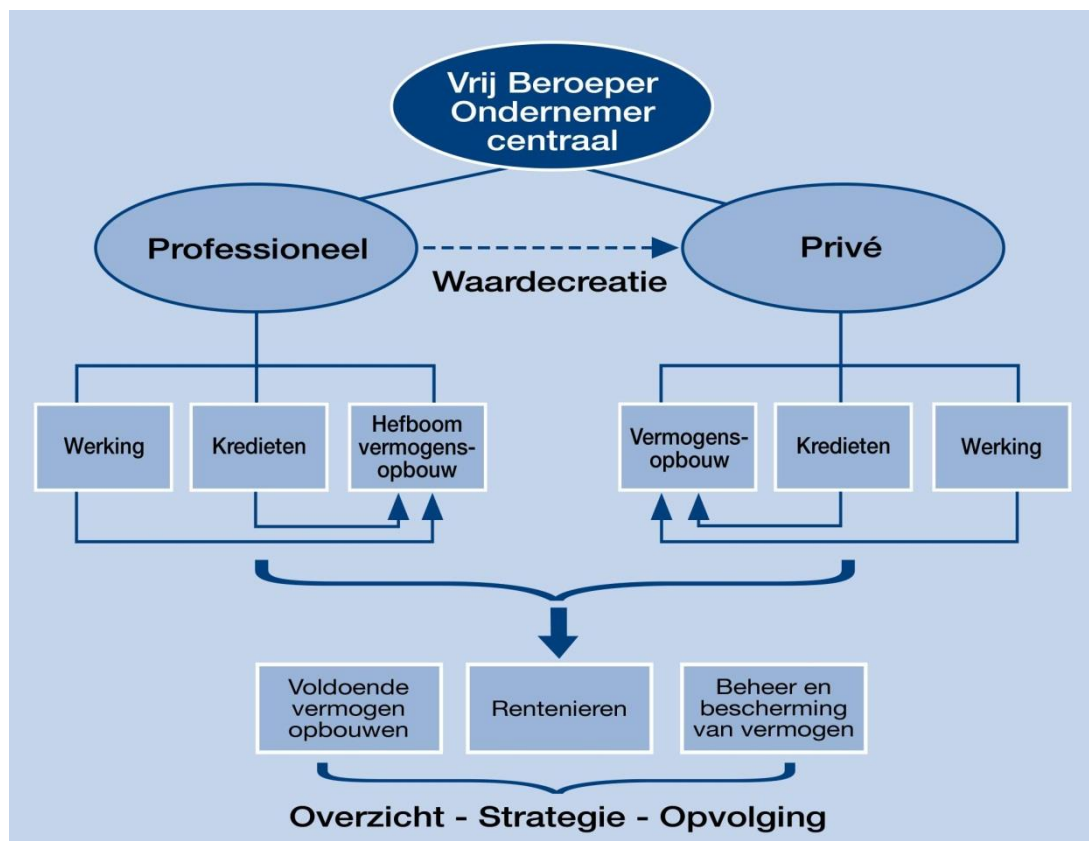 Vrij Beroeper
Ondernemer
centraal
Professioneel
Waardecreatie
Privé
Werking
Kredieten
Hefboom
vermogens-
opbouw
Vermogens-
opbouw
Kredieten
Werking
Voldoende
vermogen
opbouwen
Rentenieren
Beheer en
bescherming
van vermogen
Overzicht - Strategie - Opvolging